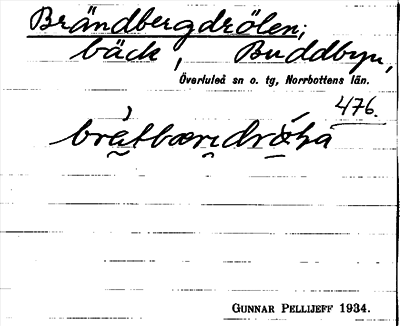 Brändbergdrölen;
bäck, Buddbyn,
Överluleå sn o. tg, Norrbottens län.
476.
GUNNAR PELLIJEFF 1934.